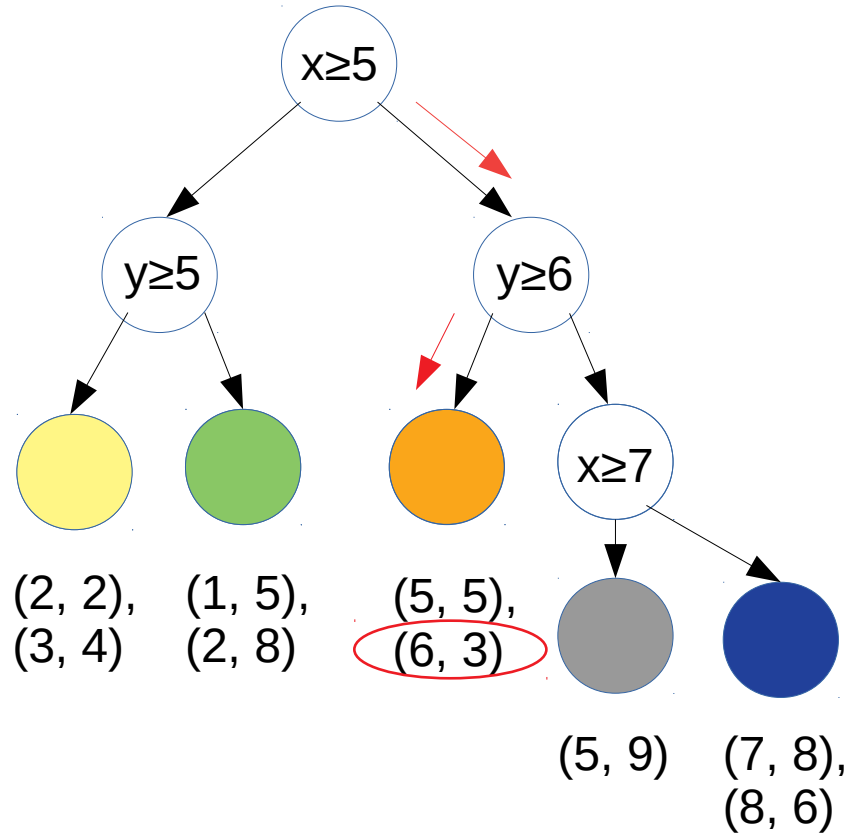 x≥5
y≥5
y≥6
x≥7
(2, 2),
(3, 4)
(1, 5),
(2, 8)
(5, 5),
(6, 3)
(5, 9)
(7, 8),
(8, 6)